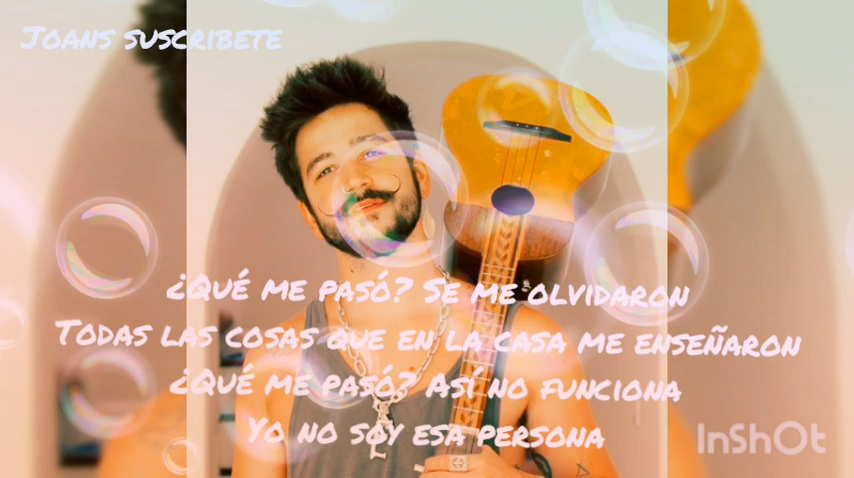 Joans suscribete
¿Qué me pasó? Se me olvidaron
Todas las cosas que en la casa me enseñaron
¿Qué me pasó? Así no funciona
Yo no soy esa persona
InShOt